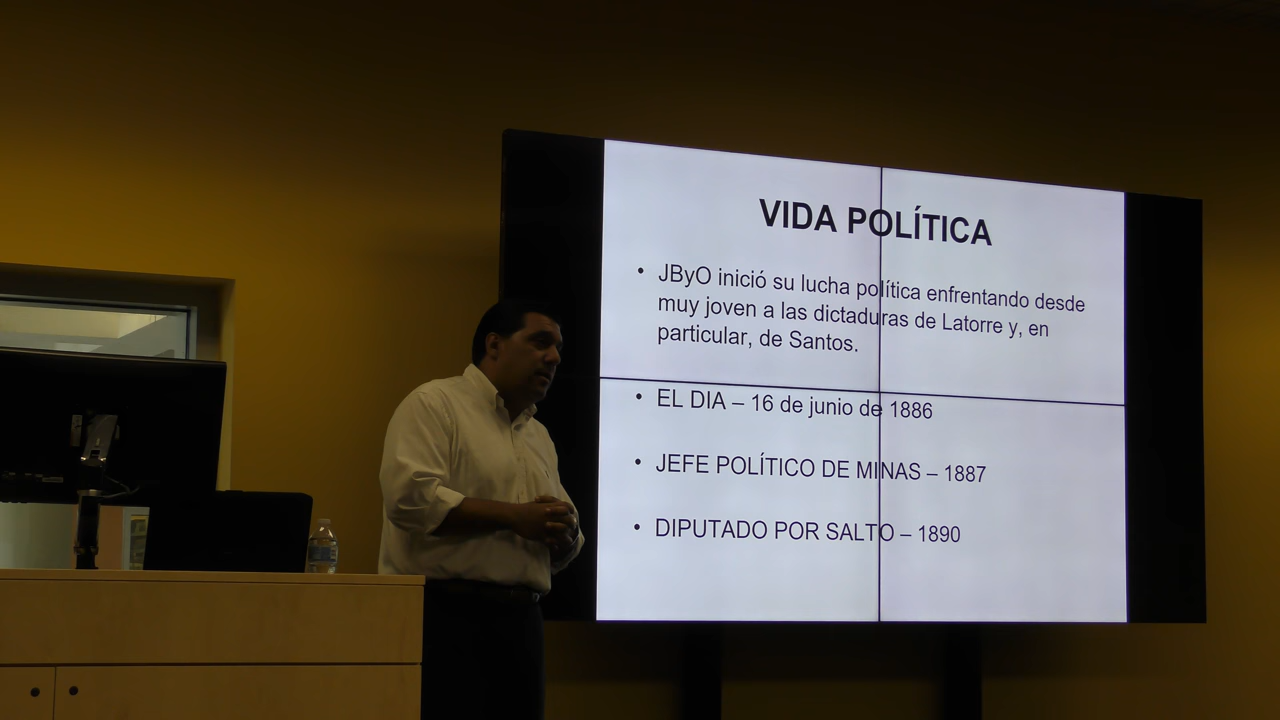 VIDA POLÍTICA
• JByO inició su lucha política enfrentando desde
muy joven a las dictaduras de Latorre y, en
particular, de Santos.
• EL DIA – 16 de junio de 1886
• JEFE POLÍTICO DE MINAS – 1887
• DIPUTADO POR SALTO – 1890